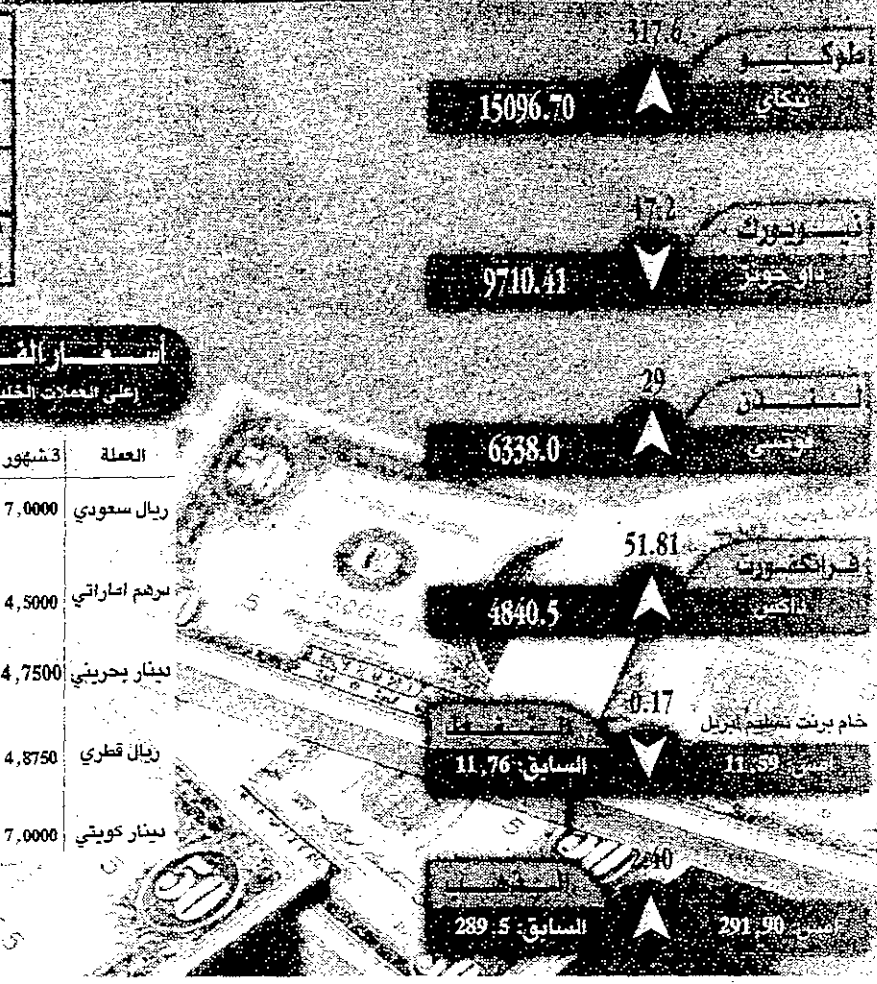 317.6
طوكيو
نيكاي
15096.70
17.2
نيويورك
داو جونز
9710.41
29
لندن
فوتسي
6338.0
51.81
فرانكفورت
داكس
4840.5
0.17
خام برنت تسليم ابريل
النفط
أمس: 11.59
السابق: 11,76
2.40
الذهب
أمس: 291,90
السابق: 289.5
أسعار
(على العملات
العملة 3 شهور
ريال سعودي 7,0000
درهم اماراتي 4,5000
دينار بحريني 4,7500
ريال قطري 4,8750
دينار كويتي 7,0000